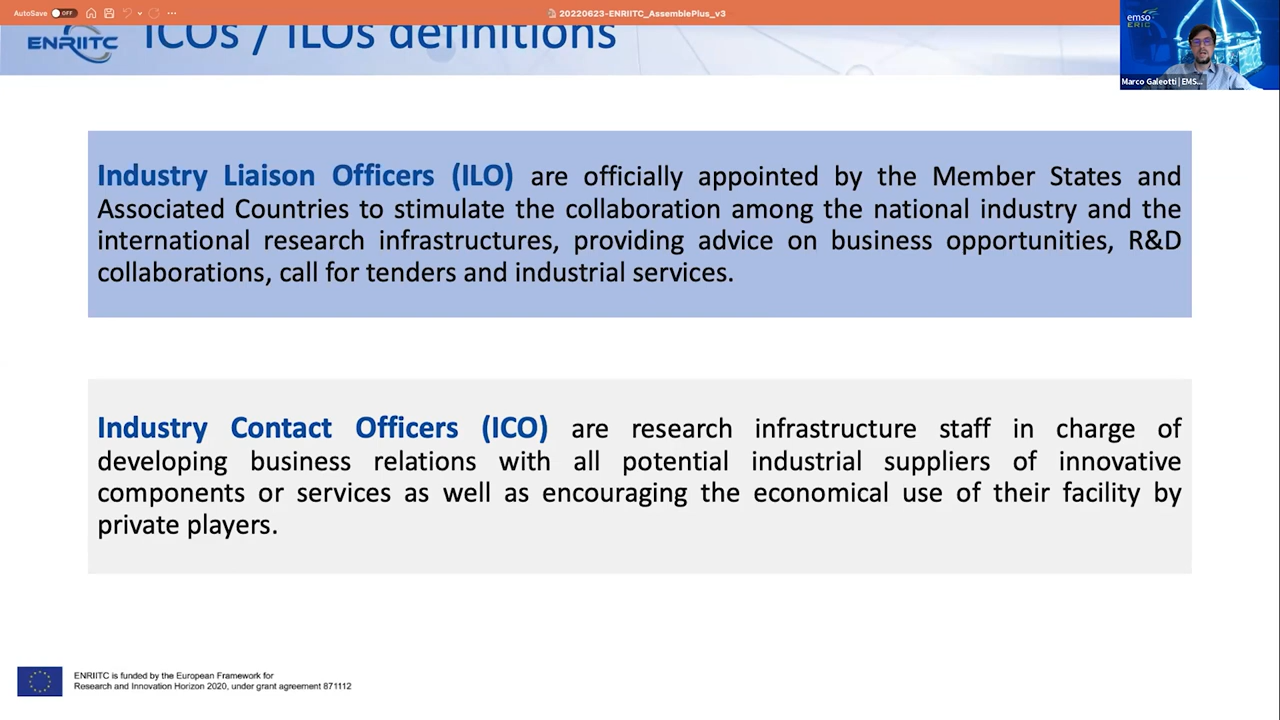 AutoSave OFF
20220623-ENRIITC_AssemblePlus_v3
ENRIITC
ICOs / ILOs definitions
emso
ERIC
Marco Galeotti | EMS...
Industry Liaison Officers (ILO) are officially appointed by the Member States and
Associated Countries to stimulate the collaboration among the national industry and the
international research infrastructures, providing advice on business opportunities, R&D
collaborations, call for tenders and industrial services.
Industry Contact Officers (ICO) are research infrastructure staff in charge of
developing business relations with all potential industrial suppliers of innovative
components or services as well as encouraging the economical use of their facility by
private players.
ENRIITC is funded by the European Framework for
Research and Innovation Horizon 2020, under grant agreement 871112